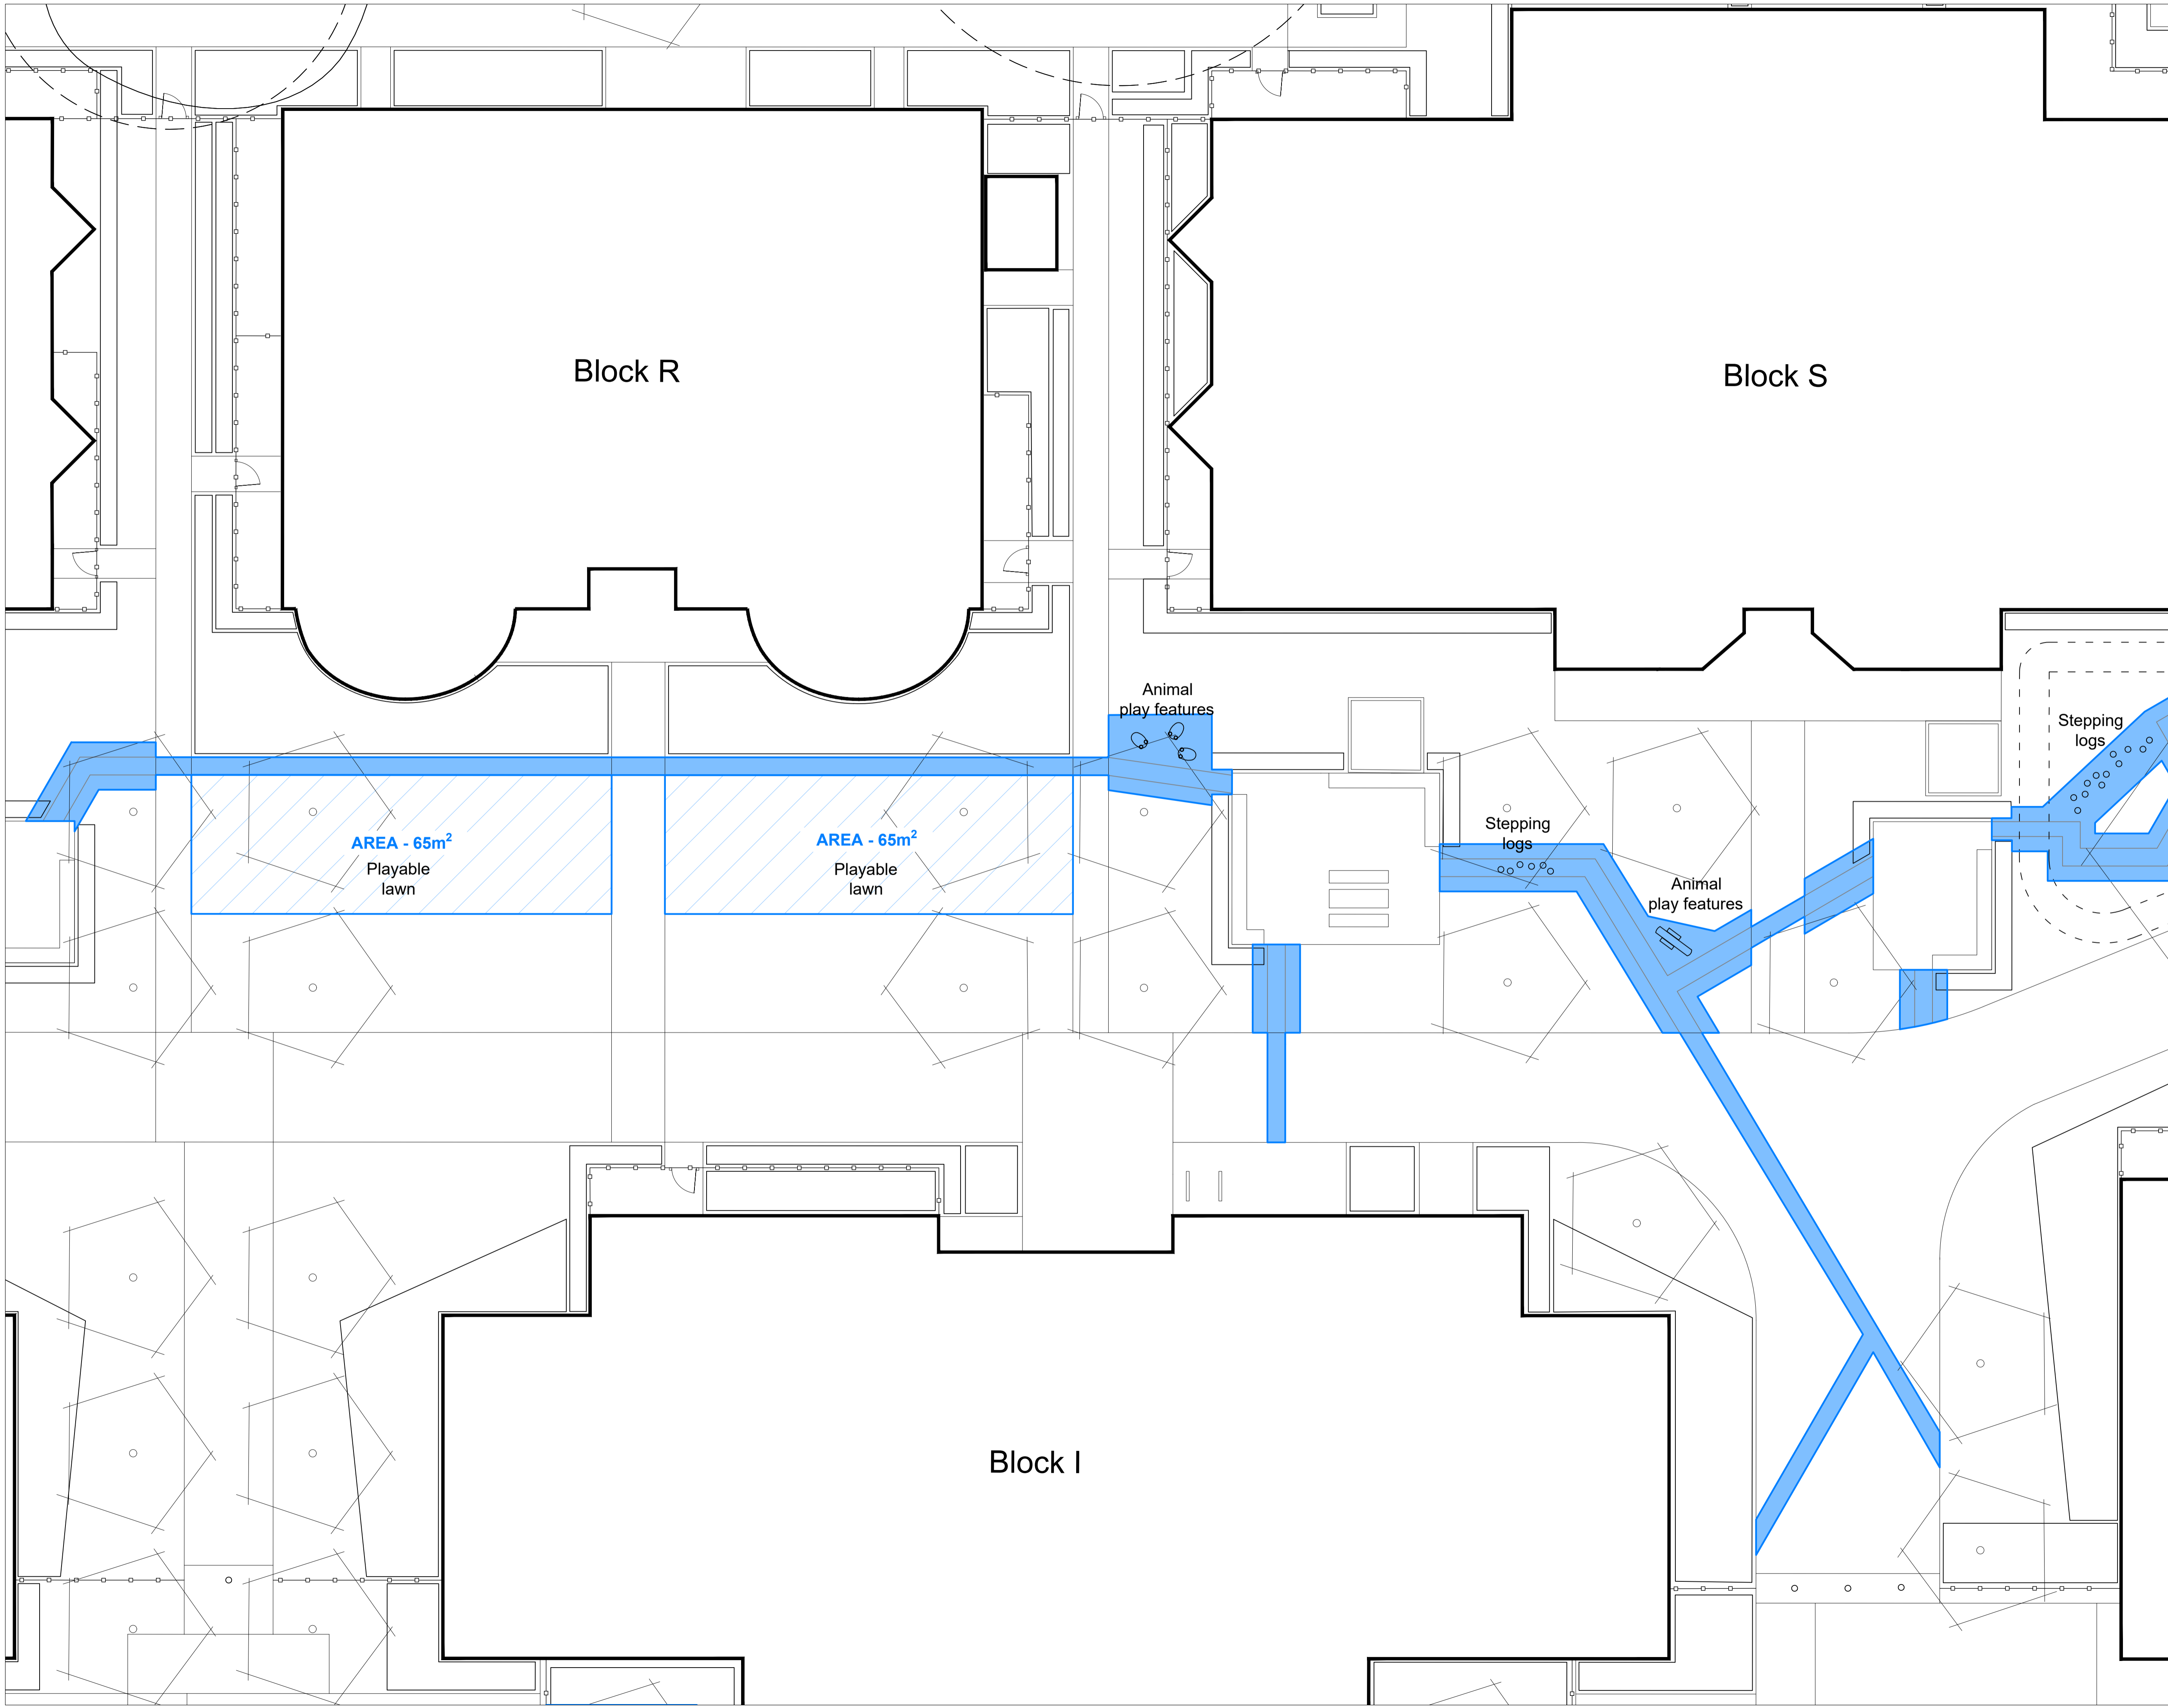 Block R
Block S
Animal
play features
Stepping
logs
AREA - 65m²
Playable
lawn
AREA - 65m²
Playable
lawn
Stepping
logs
Animal
play features
Block I